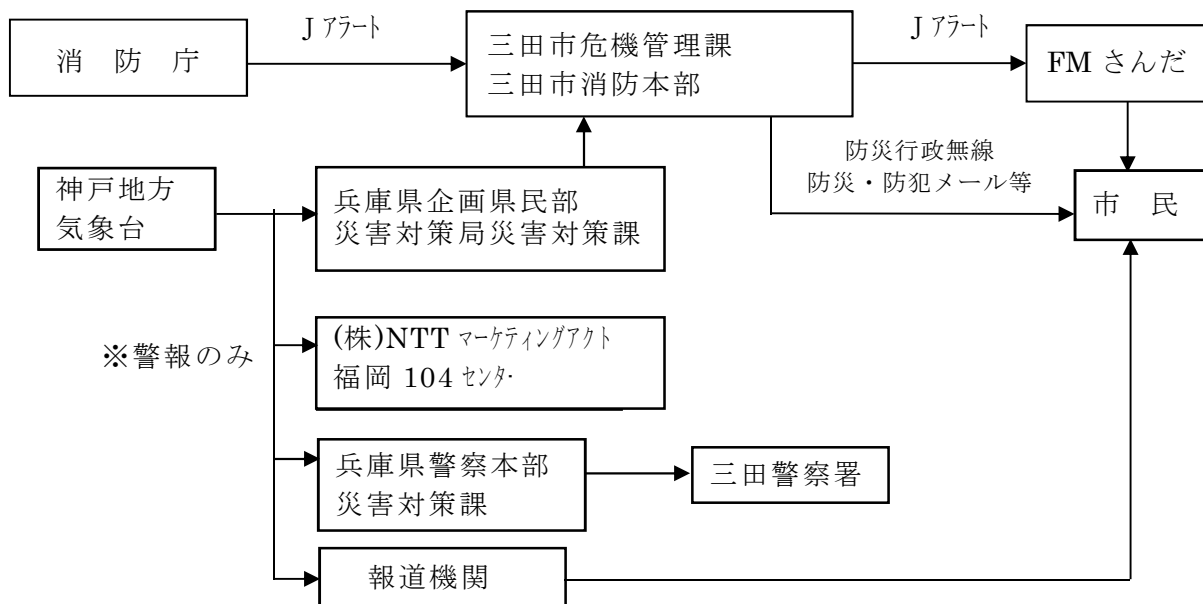 Jｱﾗｰﾄ
Jｱﾗｰﾄ
消防庁
三田市危機管理課
三田市消防本部
FMさんだ
防災行政無線
防災・防犯メール等
神戸地方
気象台
兵庫県企画県民部
災害対策局災害対策課
市民
※警報のみ
(株)NTTﾏｰｹﾃｨﾝｸﾞｱｸﾄ
福岡104ｾﾝﾀｰ
兵庫県警察本部
災害対策課
三田警察署
報道機関